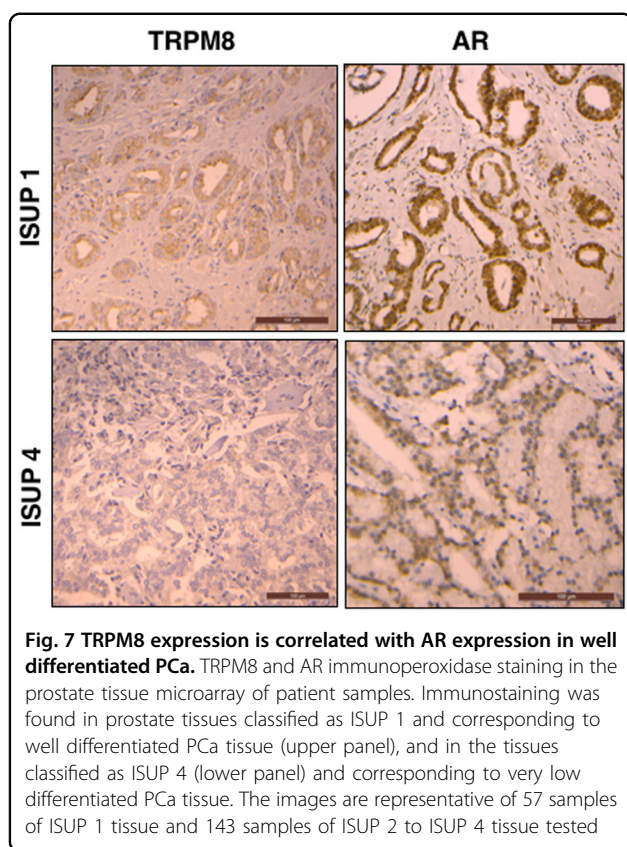 TRPM8 AR
ISUP 1
ISUP 4
Fig. 7 TRPM8 expression is correlated with AR expression in well
differentiated PCa. TRPM8 and AR immunoperoxidase staining in the
prostate tissue microarray of patient samples. Immunostaining was
found in prostate tissues classified as ISUP 1 and corresponding to
well differentiated PCa tissue (upper panel), and in the tissues
classified as ISUP 4 (lower panel) and corresponding to very low
differentiated PCa tissue. The images are representative of 57 samples
of ISUP 1 tissue and 143 samples of ISUP 2 to ISUP 4 tissue tested